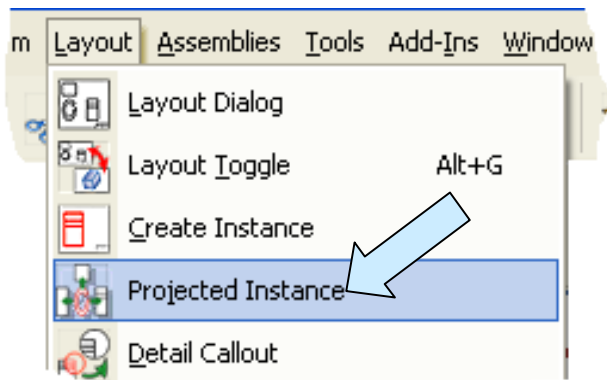 m Layout Assemblies Tools Add-Ins Window
Layout Dialog
Layout Toggle Alt+G
Create Instance
Projected Instance
Detail Callout